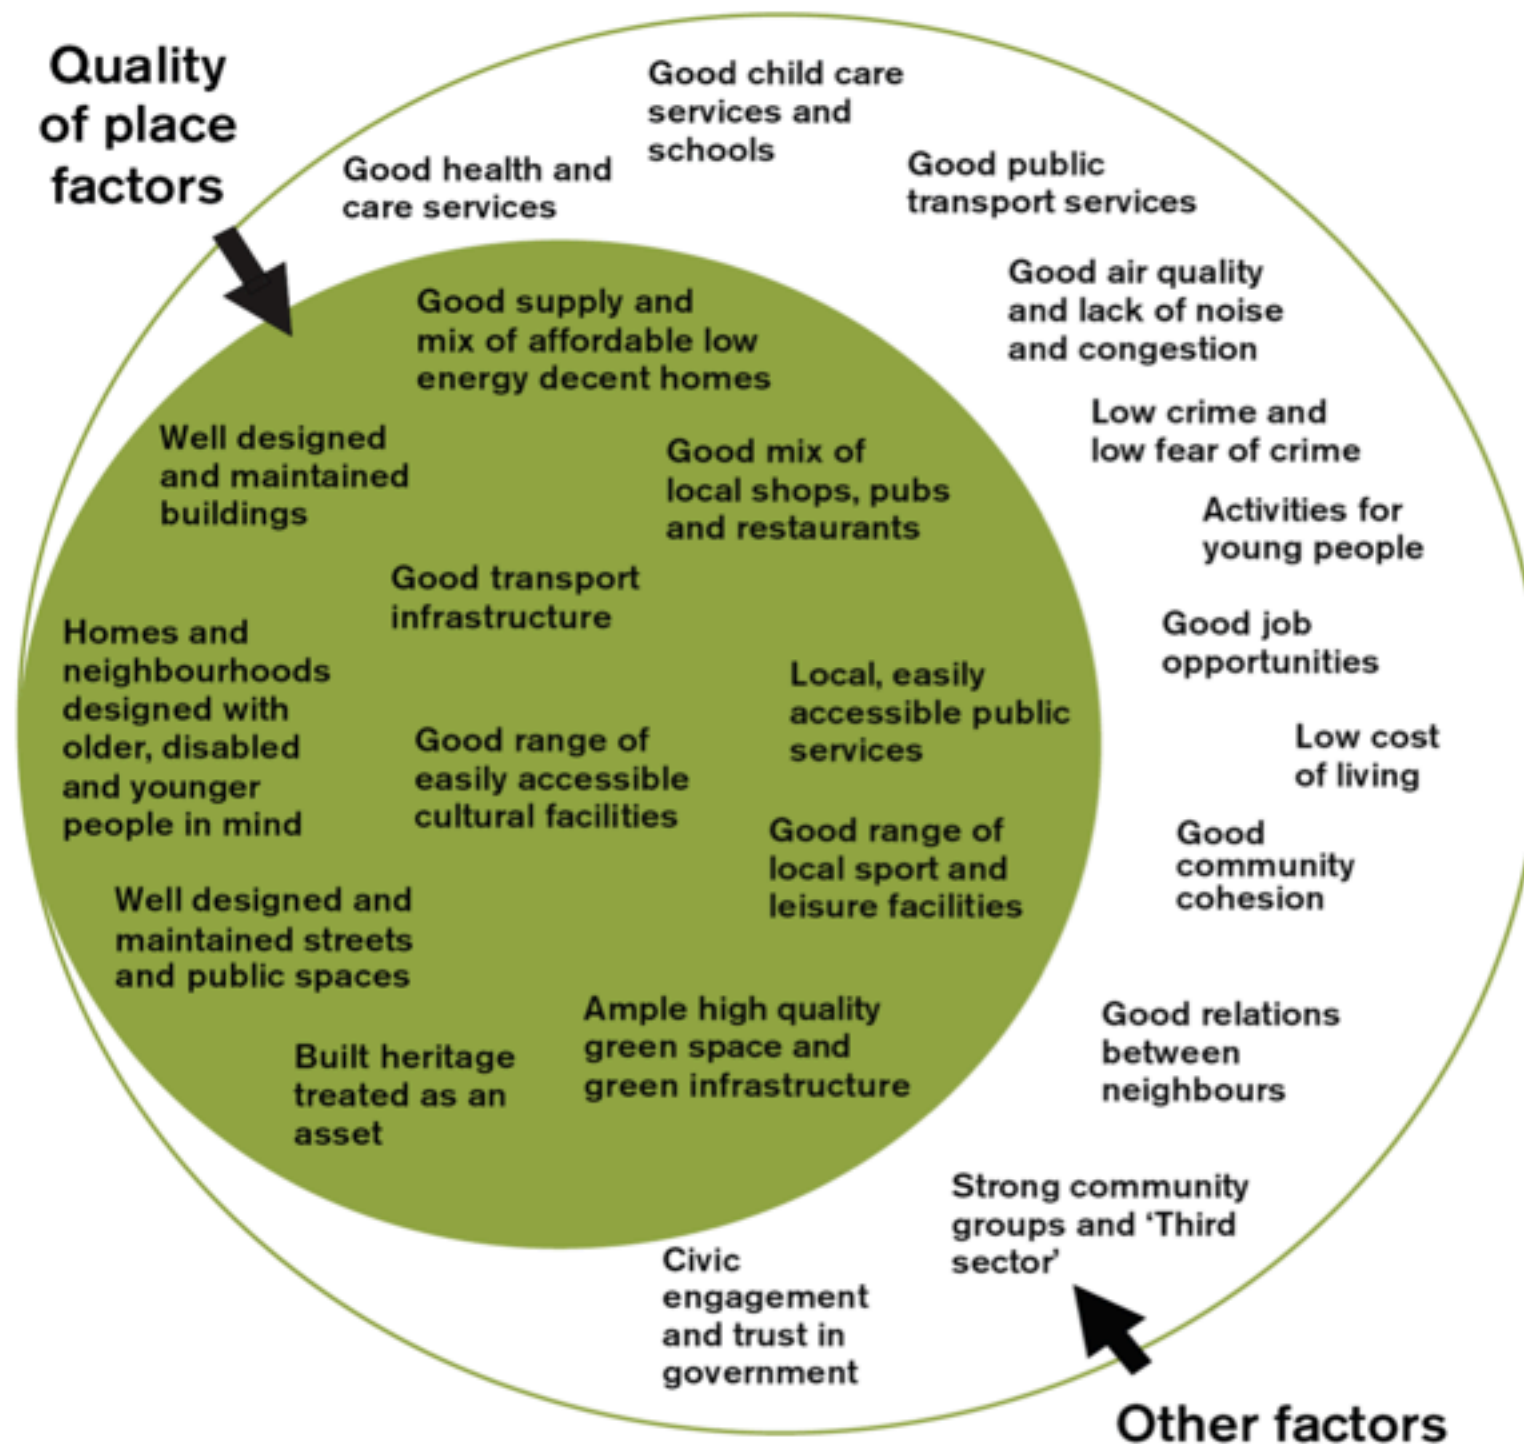 Quality
of place
factors
Good child care
services and
schools
Good health and
care services
Good public
transport services
Good air quality
and lack of noise
and congestion
Low crime and
low fear of crime
Activities for
young people
Good job
opportunities
Low cost
of living
Good
community
cohesion
Good relations
between
neighbours
Strong community
groups and ‘Third
sector’
Civic
engagement
and trust in
government
Other factors
Good supply and
mix of affordable low
energy decent homes
Well designed
and maintained
buildings
Good mix of
local shops, pubs
and restaurants
Good transport
infrastructure
Homes and
neighbourhoods
designed with
older, disabled
and younger
people in mind
Local, easily
accessible public
services
Good range of
easily accessible
cultural facilities
Good range of
local sport and
leisure facilities
Well designed and
maintained streets
and public spaces
Ample high quality
green space and
green infrastructure
Built heritage
treated as an
asset